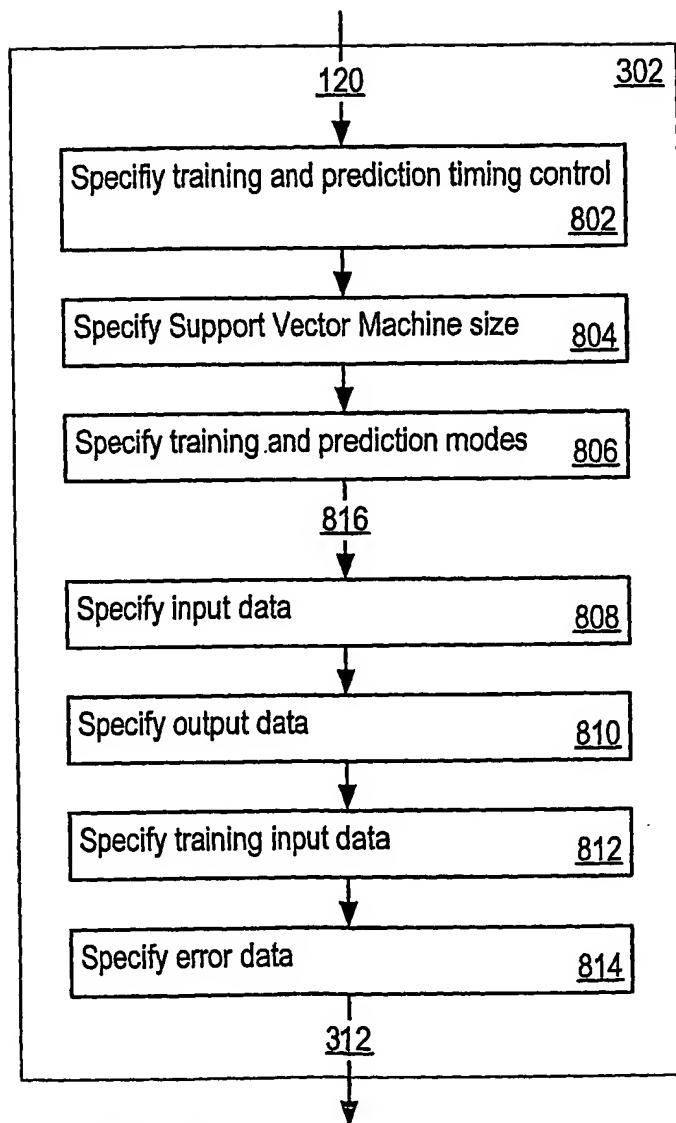 120
302
Specifiy training and prediction timing control
802
Specify Support Vector Machine size
804
Specify training and prediction modes
806
816
Specify input data
808
Specify output data
810
Specify training input data
812
Specify error data
814
312